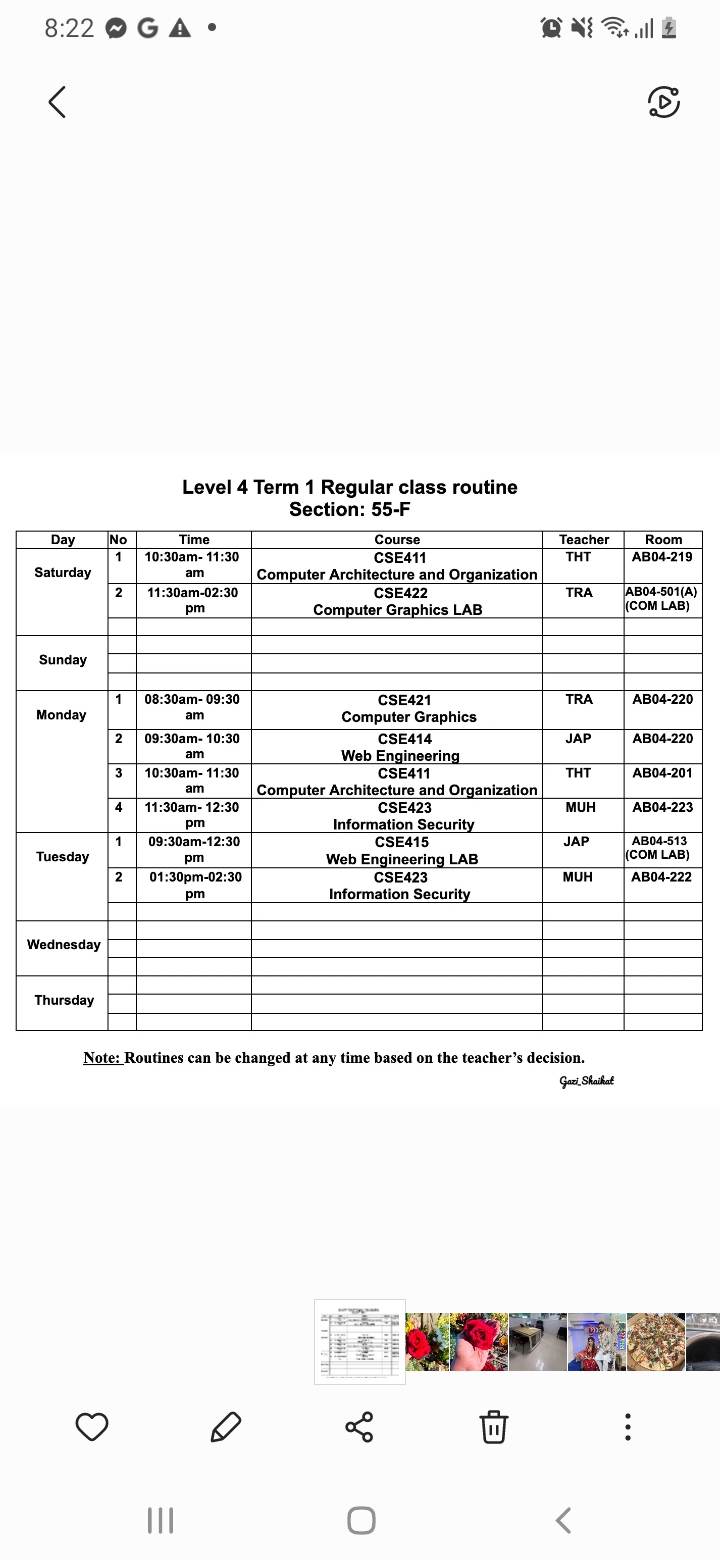 8:22
Level 4 Term 1 Regular class routine
Section: 55-F
Day No Time Course Teacher Room
Saturday
1 10:30am- 11:30 am CSE411 Computer Architecture and Organization THT AB04-219
2 11:30am-02:30 pm CSE422 Computer Graphics LAB TRA AB04-501(A) (COM LAB)
Sunday
Monday
1 08:30am- 09:30 am CSE421 Computer Graphics TRA AB04-220
2 09:30am- 10:30 am CSE414 Web Engineering JAP AB04-220
3 10:30am- 11:30 am CSE411 Computer Architecture and Organization THT AB04-201
4 11:30am- 12:30 pm CSE423 Information Security MUH AB04-223
Tuesday
1 09:30am-12:30 pm CSE415 Web Engineering LAB JAP AB04-513 (COM LAB)
2 01:30pm-02:30 pm CSE423 Information Security MUH AB04-222
Wednesday
Thursday
Note: Routines can be changed at any time based on the teacher’s decision.
Gazi_Shaikat